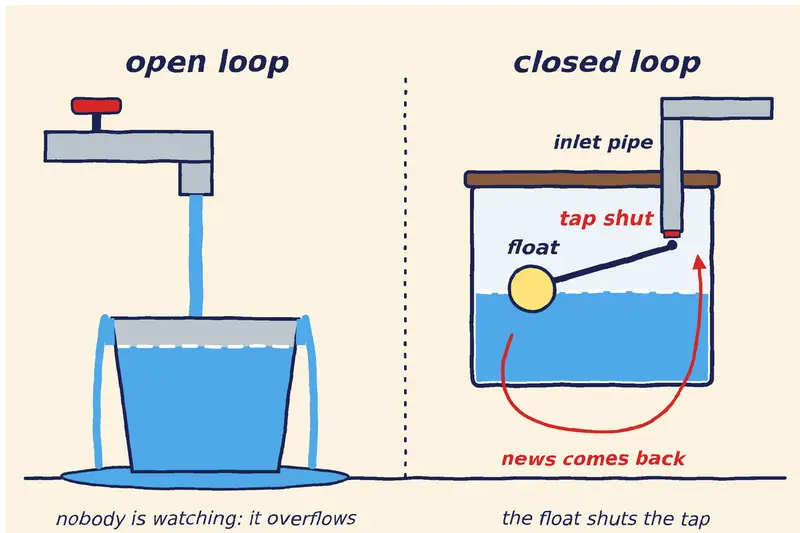 open loop
nobody is watching: it overflows
closed loop
inlet pipe
tap shut
float
news comes back
the float shuts the tap